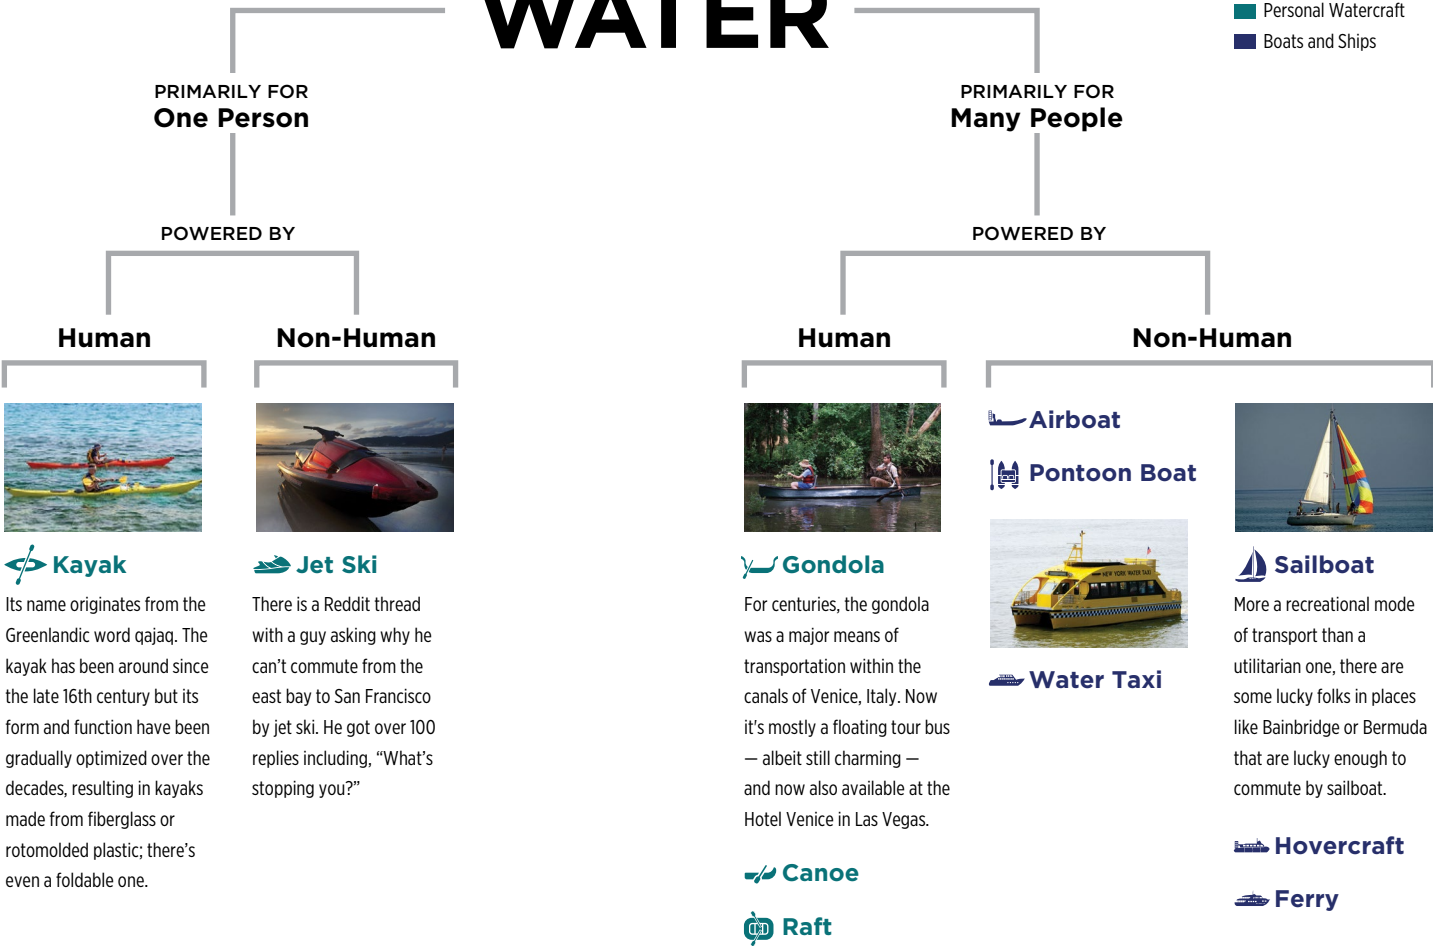 WATER
Personal Watercraft
Boats and Ships
PRIMARILY FOR
One Person
PRIMARILY FOR
Many People
POWERED BY
POWERED BY
Human
Non-Human
Human
Non-Human
Kayak
Its name originates from the
Greenlandic word qajaq. The
kayak has been around since
the late 16th century but its
form and function have been
gradually optimized over the
decades, resulting in kayaks
made from fiberglass or
rotomolded plastic; there’s
even a foldable one.
Jet Ski
There is a Reddit thread
with a guy asking why he
can’t commute from the
east bay to San Francisco
by jet ski. He got over 100
replies including, “What’s
stopping you?”
Gondola
For centuries, the gondola
was a major means of
transportation within the
canals of Venice, Italy. Now
it's mostly a floating tour bus
— albeit still charming —
and now also available at the
Hotel Venice in Las Vegas.
Canoe
Raft
Airboat
Pontoon Boat
NEW YORK WATER TAXI
Water Taxi
Sailboat
More a recreational mode
of transport than a
utilitarian one, there are
some lucky folks in places
like Bainbridge or Bermuda
that are lucky enough to
commute by sailboat.
Hovercraft
Ferry